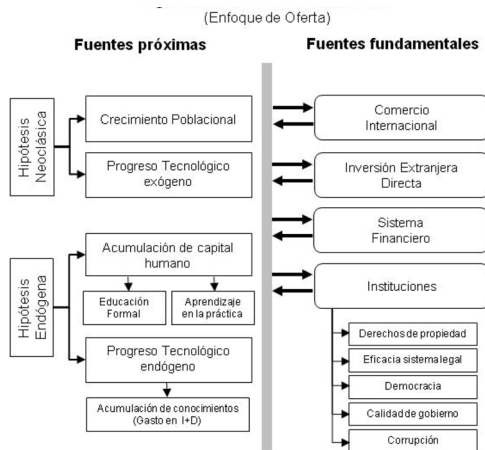 (Enfoque de Oferta)
Fuentes próximas
Fuentes fundamentales
Hipótesis
Neoclásica
Crecimiento Poblacional
Progreso Tecnológico
exógeno
Hipótesis
Endógena
Acumulación de capital
humano
Educación
Formal
Aprendizaje
en la práctica
Progreso Tecnológico
endógeno
Acumulación de conocimientos
(Gasto en I+D)
Comercio
Internacional
Inversión Extranjera
Directa
Sistema
Financiero
Instituciones
Derechos de propiedad
Eficacia sistema legal
Democracia
Calidad de gobierno
Corrupción